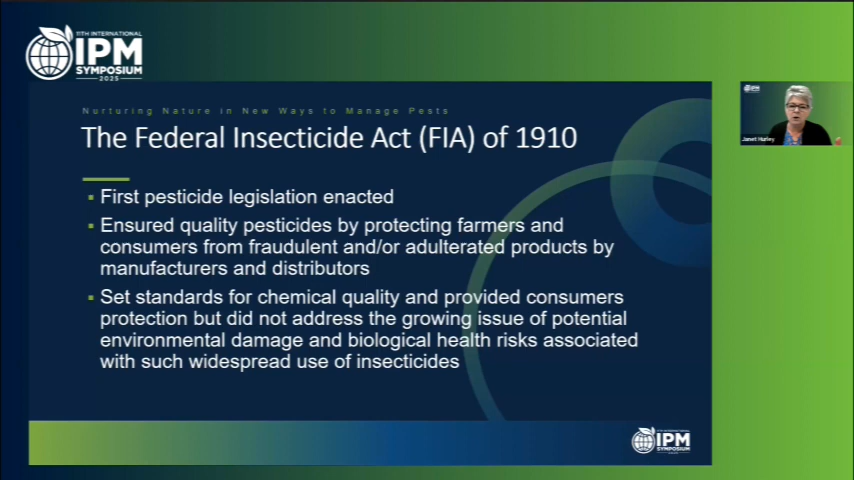 11TH INTERNATIONAL
IPM
SYMPOSIUM
2025
Nurturing Nature in New Ways to Manage Pests
The Federal Insecticide Act (FIA) of 1910
▪ First pesticide legislation enacted
▪ Ensured quality pesticides by protecting farmers and
consumers from fraudulent and/or adulterated products by
manufacturers and distributors
▪ Set standards for chemical quality and provided consumers
protection but did not address the growing issue of potential
environmental damage and biological health risks associated
with such widespread use of insecticides
IPM
Janet Hurley
11TH INTERNATIONAL
IPM
SYMPOSIUM